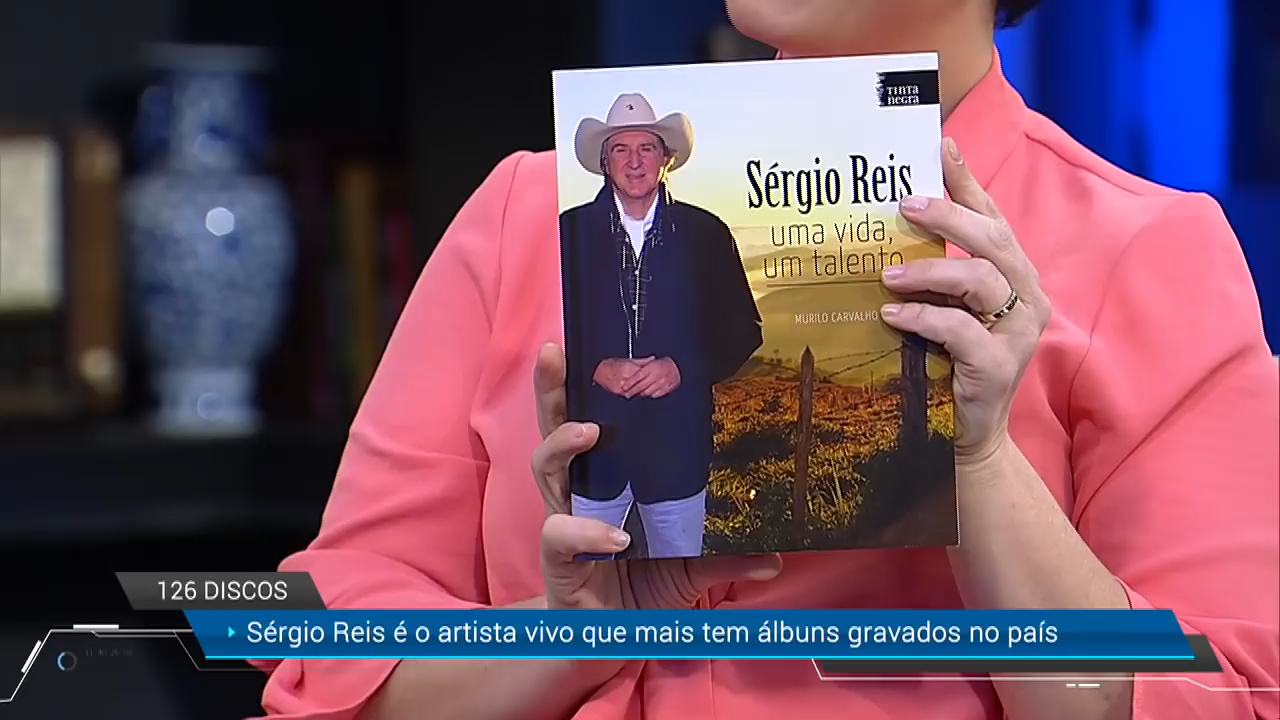 TINTA
negra
Sérgio Reis
uma vida,
um talento
MURILO CARVALHO
126 DISCOS
Sérgio Reis é o artista vivo que mais tem álbuns gravados no país